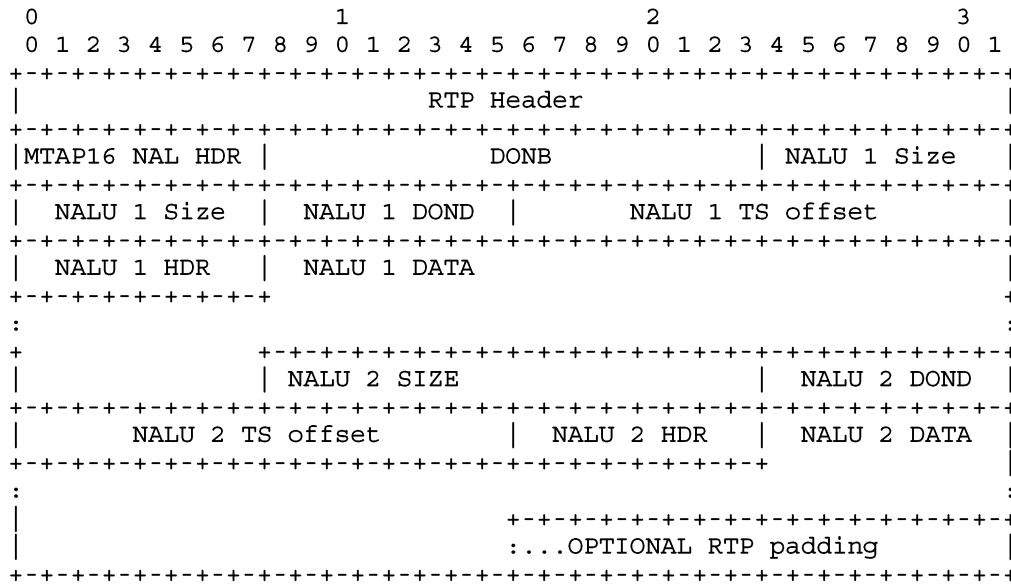 0                   1                   2                   3
0 1 2 3 4 5 6 7 8 9 0 1 2 3 4 5 6 7 8 9 0 1 2 3 4 5 6 7 8 9 0 1
+-+-+-+-+-+-+-+-+-+-+-+-+-+-+-+-+-+-+-+-+-+-+-+-+-+-+-+-+-+-+-+-+
|                          RTP Header                           |
+-+-+-+-+-+-+-+-+-+-+-+-+-+-+-+-+-+-+-+-+-+-+-+-+-+-+-+-+-+-+-+-+
|MTAP16 NAL HDR |              DONB             | NALU 1 Size   |
+-+-+-+-+-+-+-+-+-+-+-+-+-+-+-+-+-+-+-+-+-+-+-+-+-+-+-+-+-+-+-+-+
|  NALU 1 Size  |  NALU 1 DOND  |       NALU 1 TS offset        |
+-+-+-+-+-+-+-+-+-+-+-+-+-+-+-+-+-+-+-+-+-+-+-+-+-+-+-+-+-+-+-+-+
|  NALU 1 HDR   |  NALU 1 DATA                                  |
+-+-+-+-+-+-+-+-+                                               +
:                                                               :
+               +-+-+-+-+-+-+-+-+-+-+-+-+-+-+-+-+-+-+-+-+-+-+-+-+
|               | NALU 2 SIZE                   |  NALU 2 DOND  |
+-+-+-+-+-+-+-+-+-+-+-+-+-+-+-+-+-+-+-+-+-+-+-+-+-+-+-+-+-+-+-+-+
|       NALU 2 TS offset        |  NALU 2 HDR   |  NALU 2 DATA  |
+-+-+-+-+-+-+-+-+-+-+-+-+-+-+-+-+-+-+-+-+-+-+-+-+               |
:                                                               :
|                               +-+-+-+-+-+-+-+-+-+-+-+-+-+-+-+-+
|                               :...OPTIONAL RTP padding        |
+-+-+-+-+-+-+-+-+-+-+-+-+-+-+-+-+-+-+-+-+-+-+-+-+-+-+-+-+-+-+-+-+